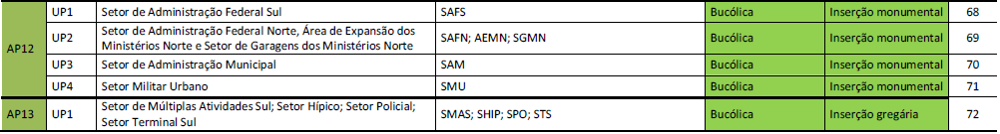 UP1 Setor de Administração Federal Sul SAFS Bucólica Inserção monumental 68
UP2 Setor de Administração Federal Norte, Área de Expansão dos Ministérios Norte e Setor de Garagens dos Ministérios Norte SAFN; AEMN; SGMN Bucólica Inserção monumental 69
AP12
UP3 Setor de Administração Municipal SAM Bucólica Inserção monumental 70
UP4 Setor Militar Urbano SMU Bucólica Inserção monumental 71
AP13 UP1 Setor de Múltiplas Atividades Sul; Setor Hípico; Setor Policial; Setor Terminal Sul SMAS; SHIP; SPO; STS Bucólica Inserção gregária 72